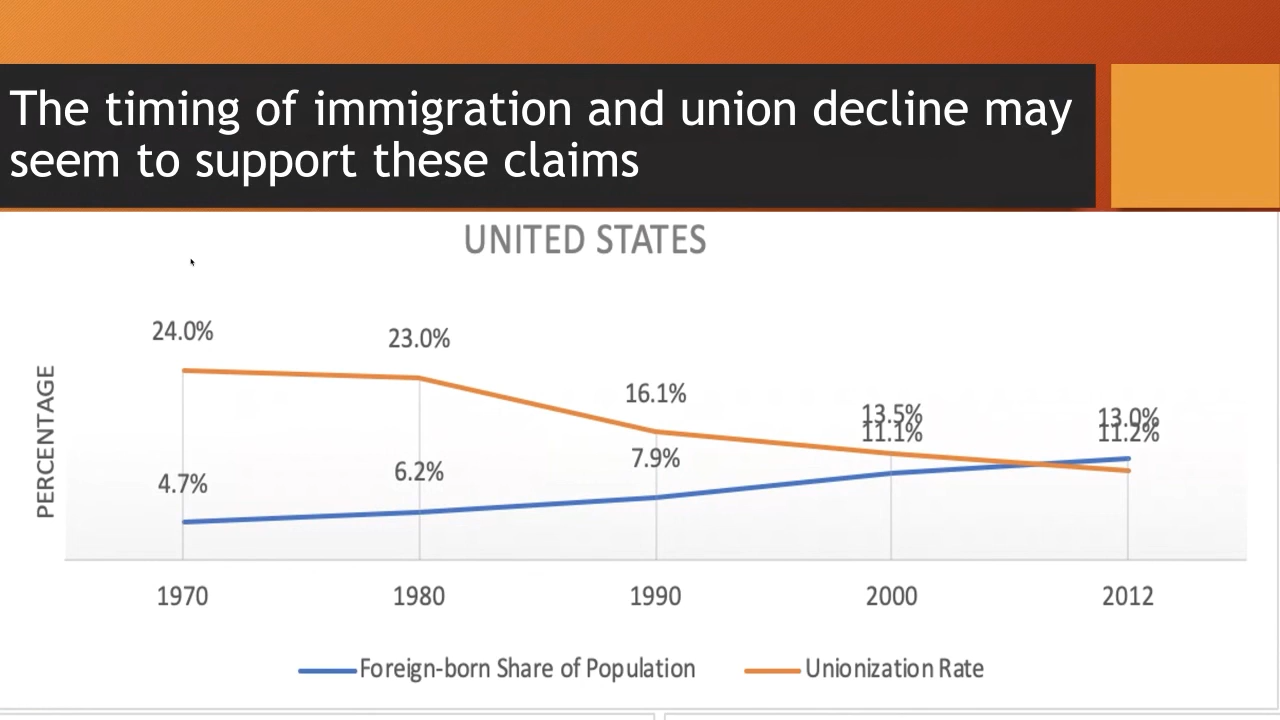 The timing of immigration and union decline may
seem to support these claims
UNITED STATES
PERCENTAGE
24.0%
23.0%
16.1%
13.5%
13.0%
4.7%
6.2%
7.9%
11.1%
11.2%
1970
1980
1990
2000
2012
Foreign-born Share of Population
Unionization Rate